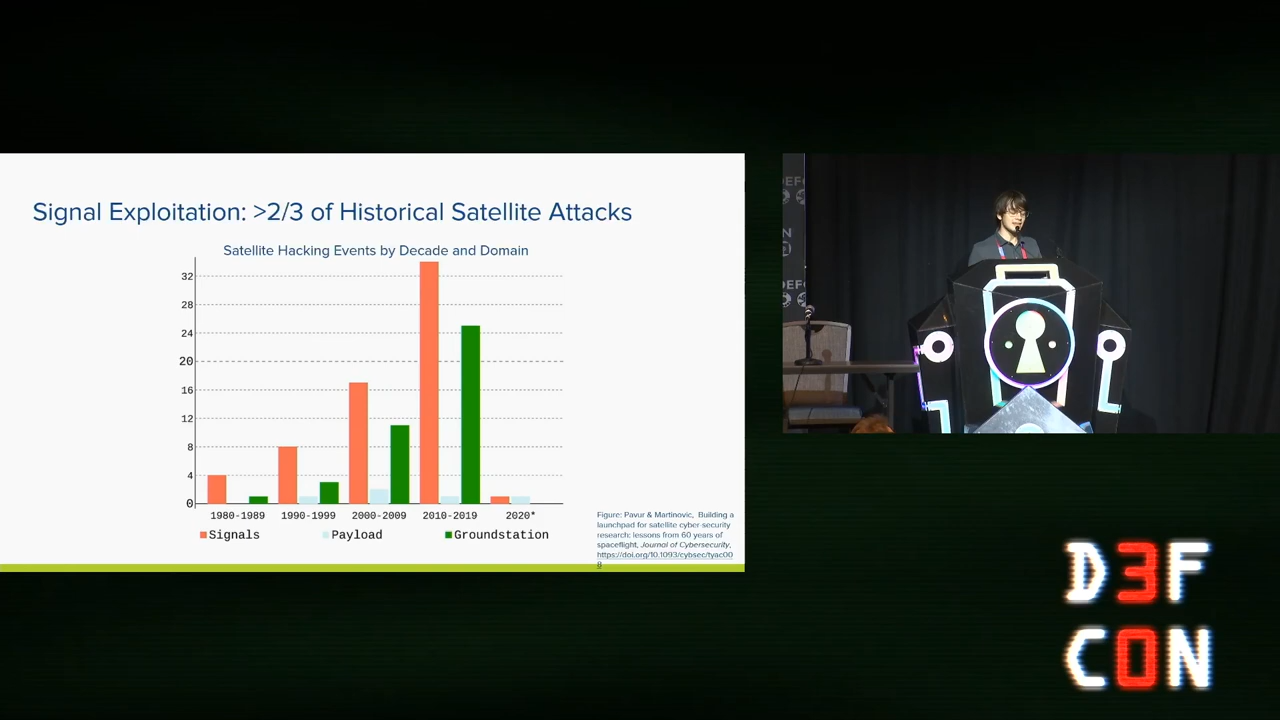 Signal Exploitation: >2/3 of Historical Satellite Attacks
Satellite Hacking Events by Decade and Domain
32
28
24
20
16
12
8
4
0
1980-1989 1990-1999 2000-2009 2010-2019 2020*
Signals Payload Groundstation
Figure: Pavur & Martinovic, Building a
launchpad for satellite cyber-security
research: lessons from 60 years of
spaceflight, Journal of Cybersecurity,
https://doi.org/10.1093/cybsec/tyac00
8
D3F
C0N